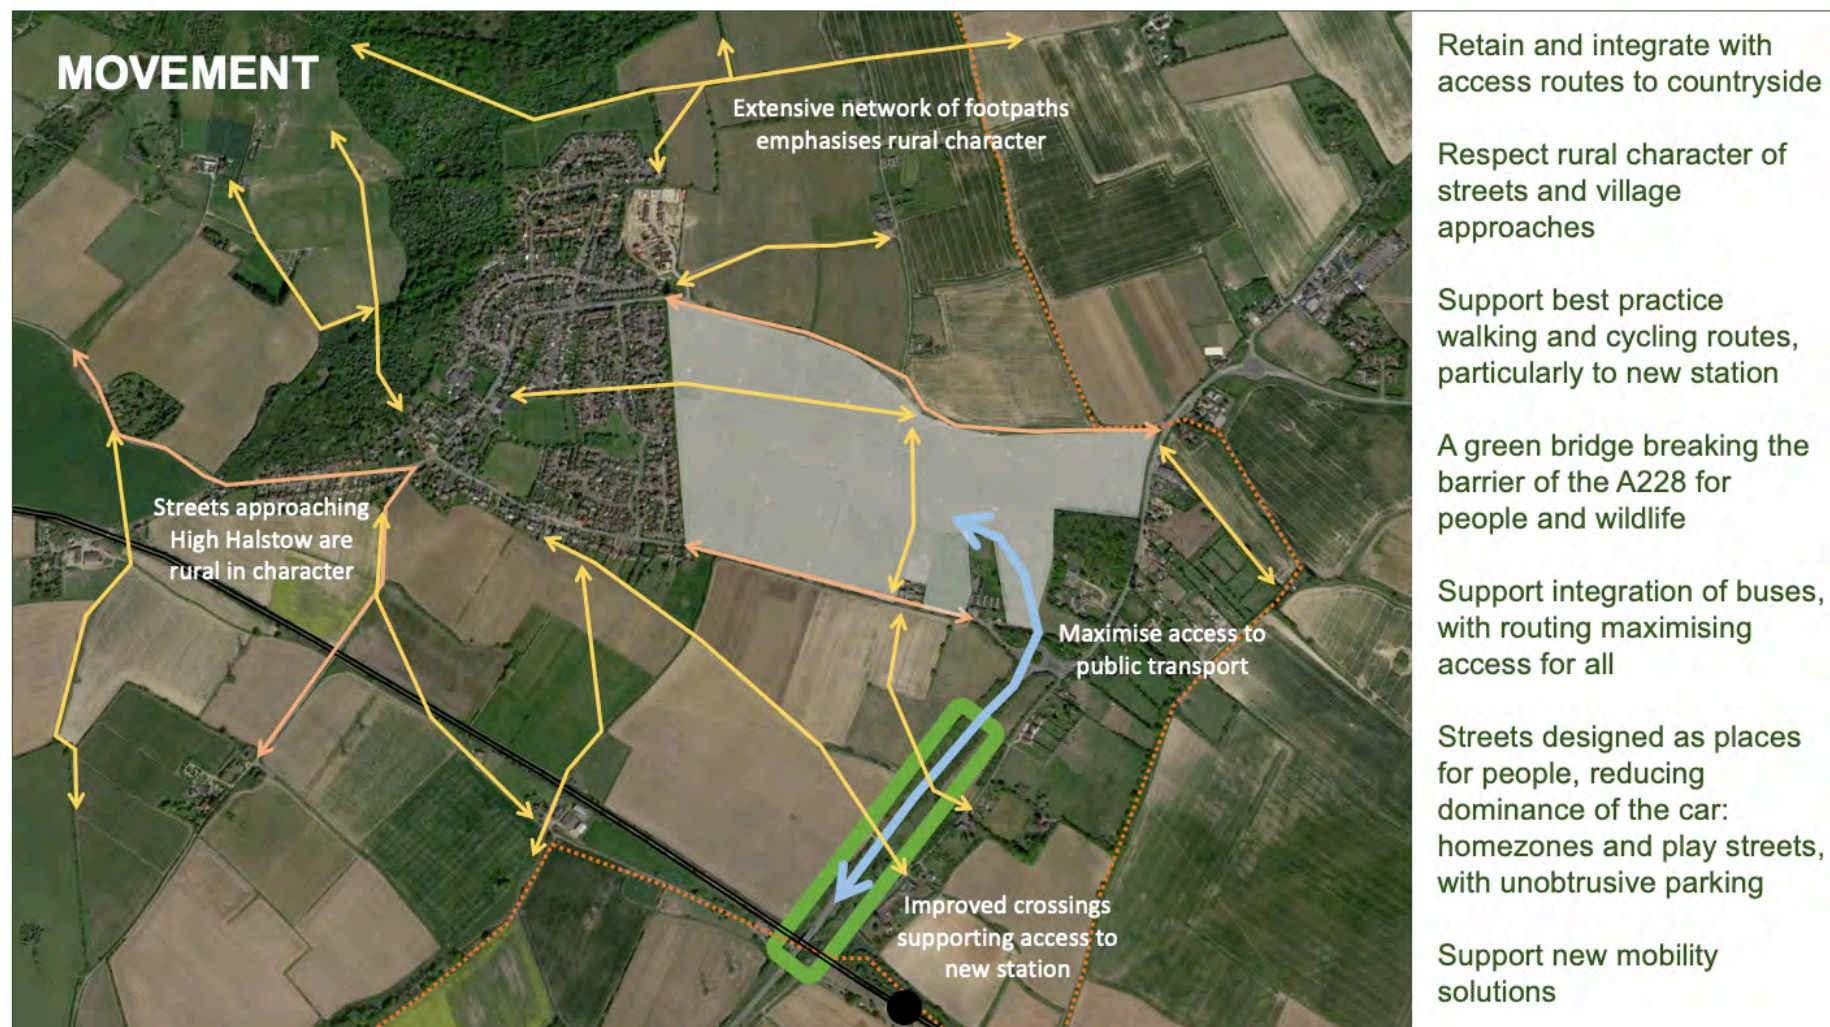 MOVEMENT
Extensive network of footpaths
emphasises rural character
Streets approaching
High Halstow are
rural in character
Maximise access to
public transport
Improved crossings
supporting access to
new station
Retain and integrate with
access routes to countryside
Respect rural character of
streets and village
approaches
Support best practice
walking and cycling routes,
particularly to new station
A green bridge breaking the
barrier of the A228 for
people and wildlife
Support integration of buses,
with routing maximising
access for all
Streets designed as places
for people, reducing
dominance of the car:
homezones and play streets,
with unobtrusive parking
Support new mobility
solutions